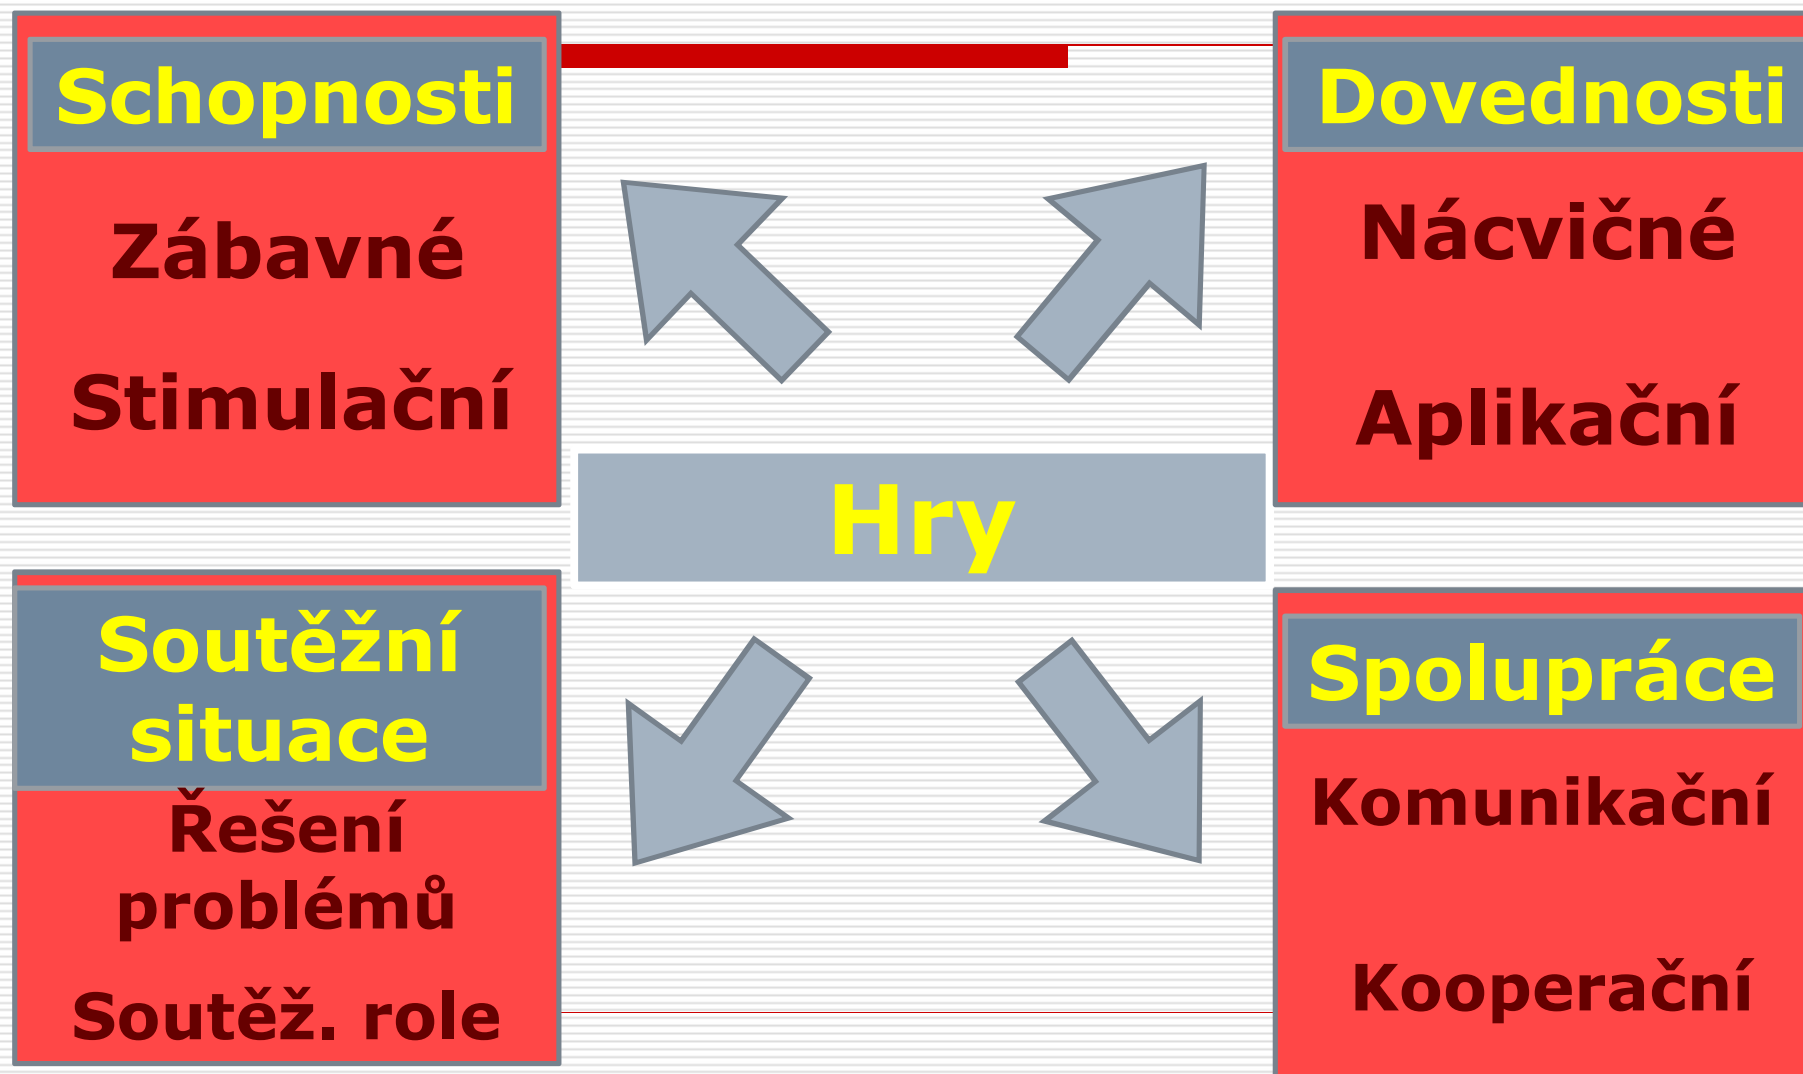 Schopnosti
Zábavné
Stimulační
Dovednosti
Nácvičné
Aplikační
Hry
Soutěžní
situace
Řešení
problémů
Soutěž. role
Spolupráce
Komunikační
Kooperační